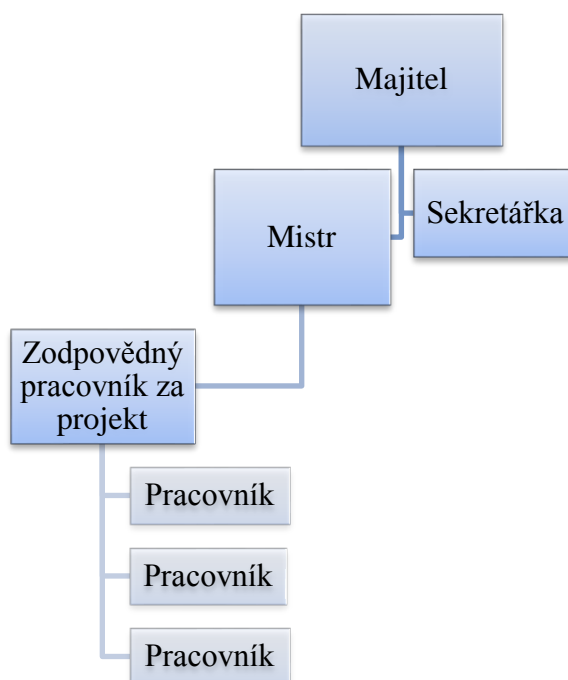 Majitel
Mistr
Sekretářka
Zodpovědný
pracovník za
projekt
Pracovník
Pracovník
Pracovník